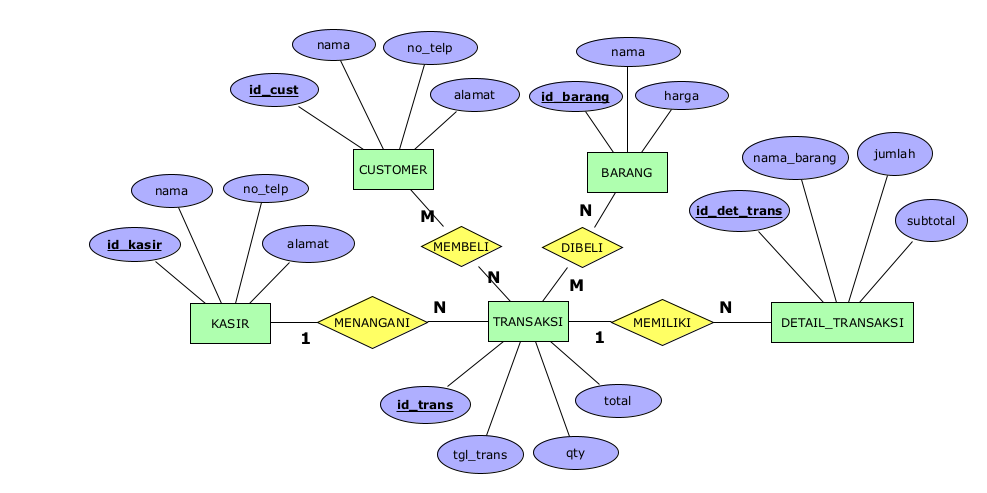 nama
no_telp
id_cust
alamat
nama
id_barang
harga
nama_barang
jumlah
id_det_trans
subtotal
CUSTOMER
BARANG
nama
no_telp
id_kasir
alamat
M
N
MEMBELI
DIBELI
N
M
KASIR
1
MENANGANI
N
TRANSAKSI
1
MEMILIKI
N
DETAIL_TRANSAKSI
id_trans
total
tgl_trans
qty